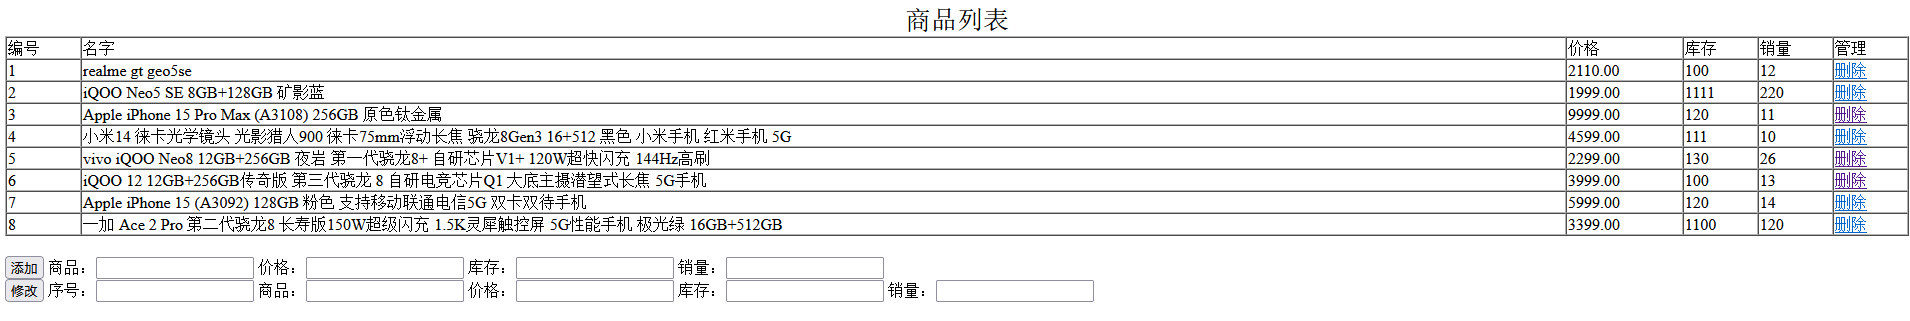 商品列表
编号 名字 价格 库存 销量 管理
1 realme gt geo5se 2110.00 100 12 删除
2 iQOO Neo5 SE 8GB+128GB 矿影蓝 1999.00 1111 220 删除
3 Apple iPhone 15 Pro Max (A3108) 256GB 原色钛金属 9999.00 120 11 删除
4 小米14 徕卡光学镜头 光影猎人900 徕卡75mm浮动长焦 骁龙8Gen3 16+512 黑色 小米手机 红米手机 5G 4599.00 111 10 删除
5 vivo iQOO Neo8 12GB+256GB 夜岩 第一代骁龙8+ 自研芯片V1+ 120W超快闪充 144Hz高刷 2299.00 130 26 删除
6 iQOO 12 12GB+256GB传奇版 第三代骁龙 8 自研电竞芯片Q1 大底主摄潜望式长焦 5G手机 3999.00 100 13 删除
7 Apple iPhone 15 (A3092) 128GB 粉色 支持移动联通电信5G 双卡双待手机 5999.00 120 14 删除
8 一加 Ace 2 Pro 第二代骁龙8 长寿版150W超级闪充 1.5K灵犀触控屏 5G性能手机 极光绿 16GB+512GB 3399.00 1100 120 删除
添加 商品： 价格： 库存： 销量：
修改 序号： 商品： 价格： 库存： 销量：